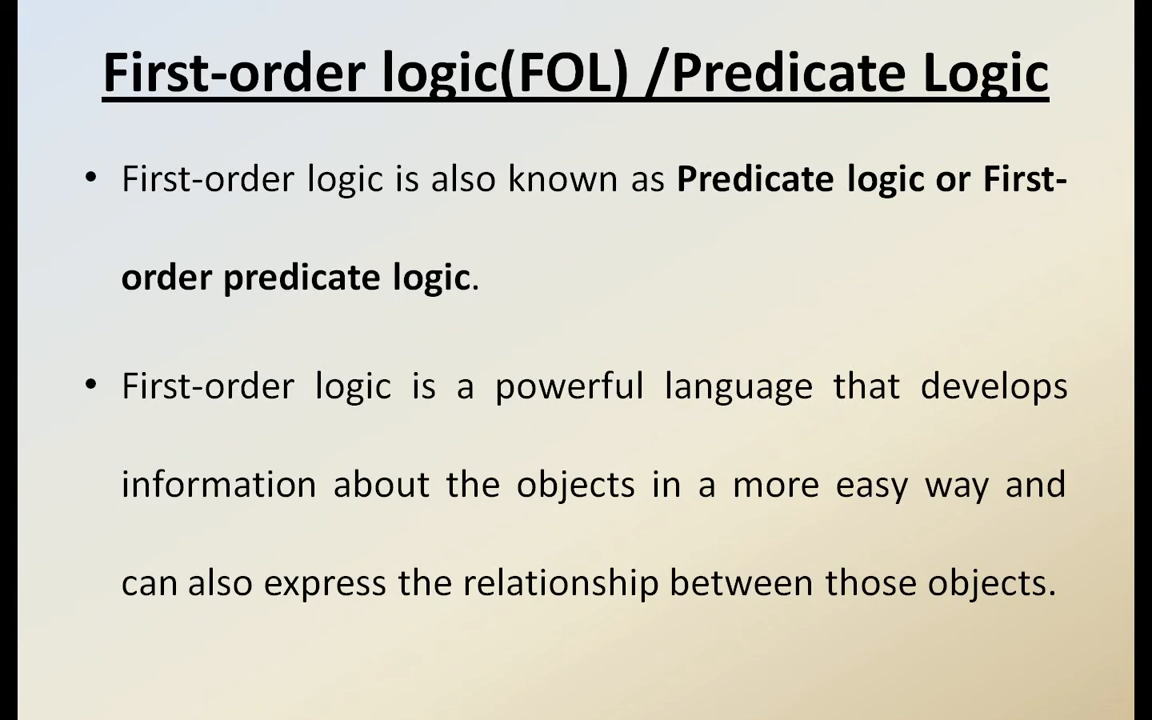 First-order logic(FOL) /Predicate Logic
• First-order logic is also known as Predicate logic or First-
order predicate logic.
• First-order logic is a powerful language that develops
information about the objects in a more easy way and
can also express the relationship between those objects.